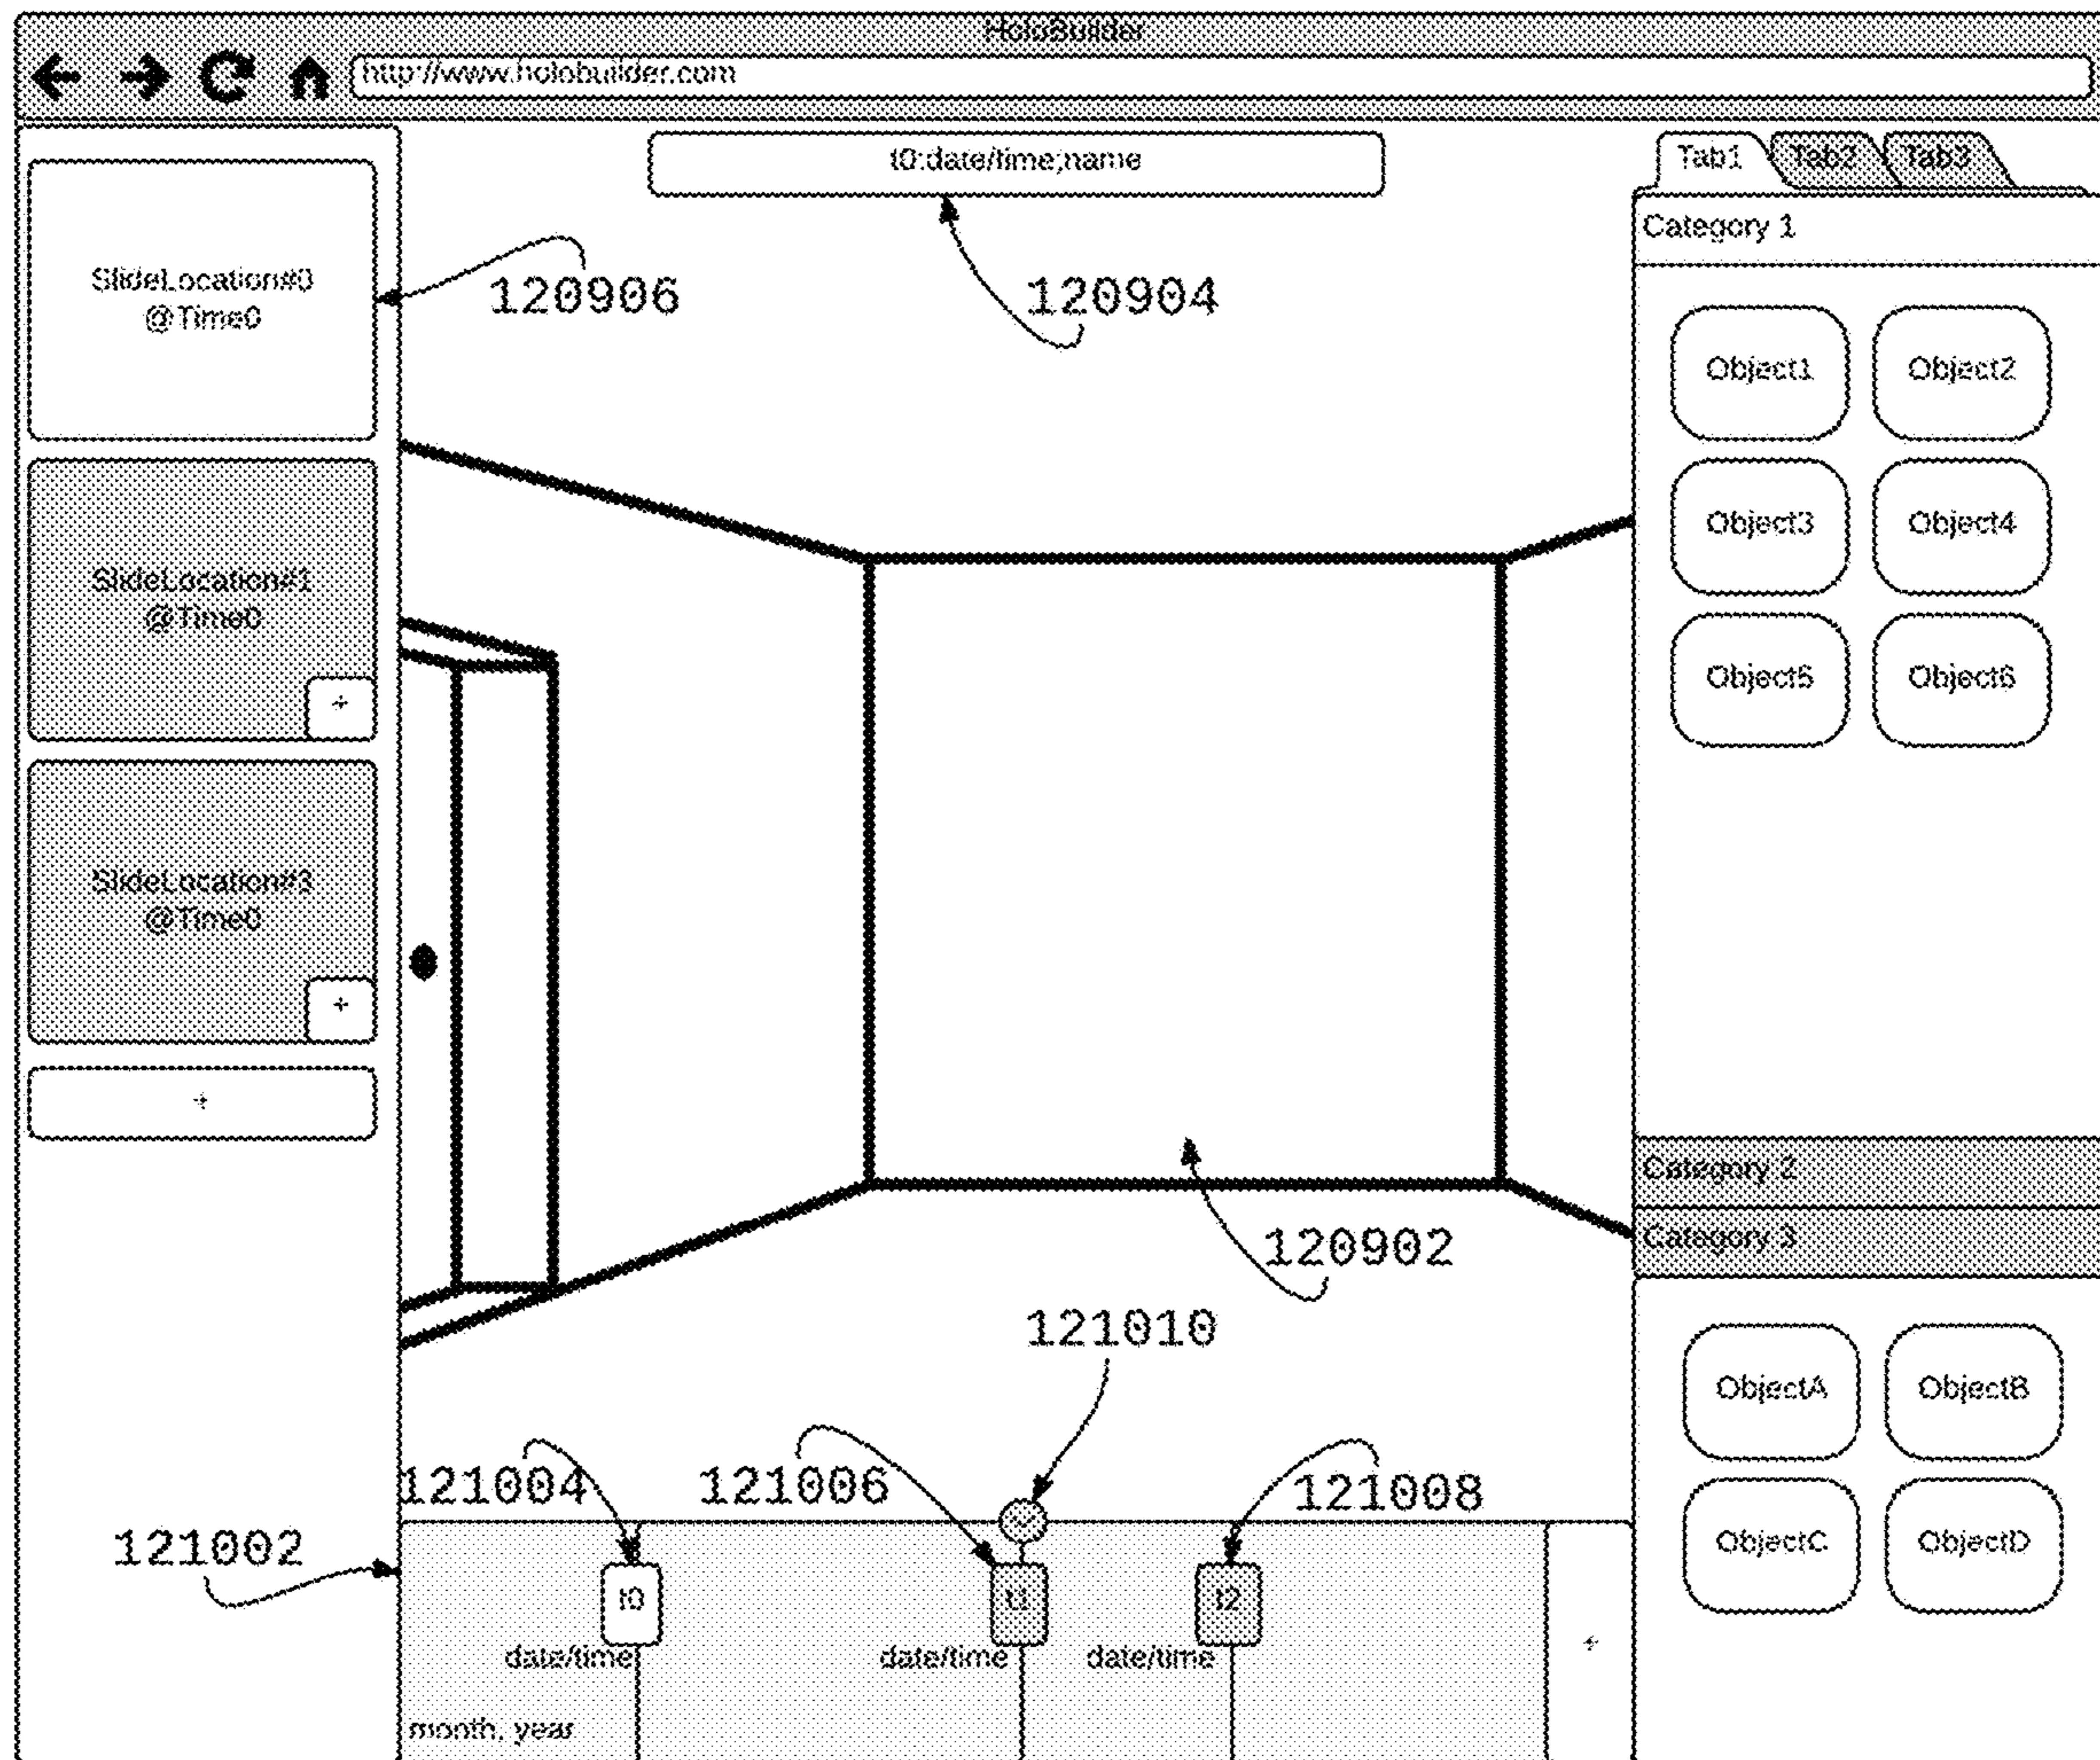 HoloBuilder
http://www.holobuilder.com
t0:date/time;name
Tab1 Tab2 Tab3
Category 1
SlideLocation#0
@Time0
120906
120904
Object1 Object2
Object3 Object4
SlideLocation#1
@Time0
+
Object5 Object6
SlideLocation#3
@Time0
+
+
Category 2
Category 3
120902
121010
ObjectA ObjectB
121004
121006
121008
121002
ObjectC ObjectD
t0
t1
t2
date/time
date/time
date/time
+
month, year